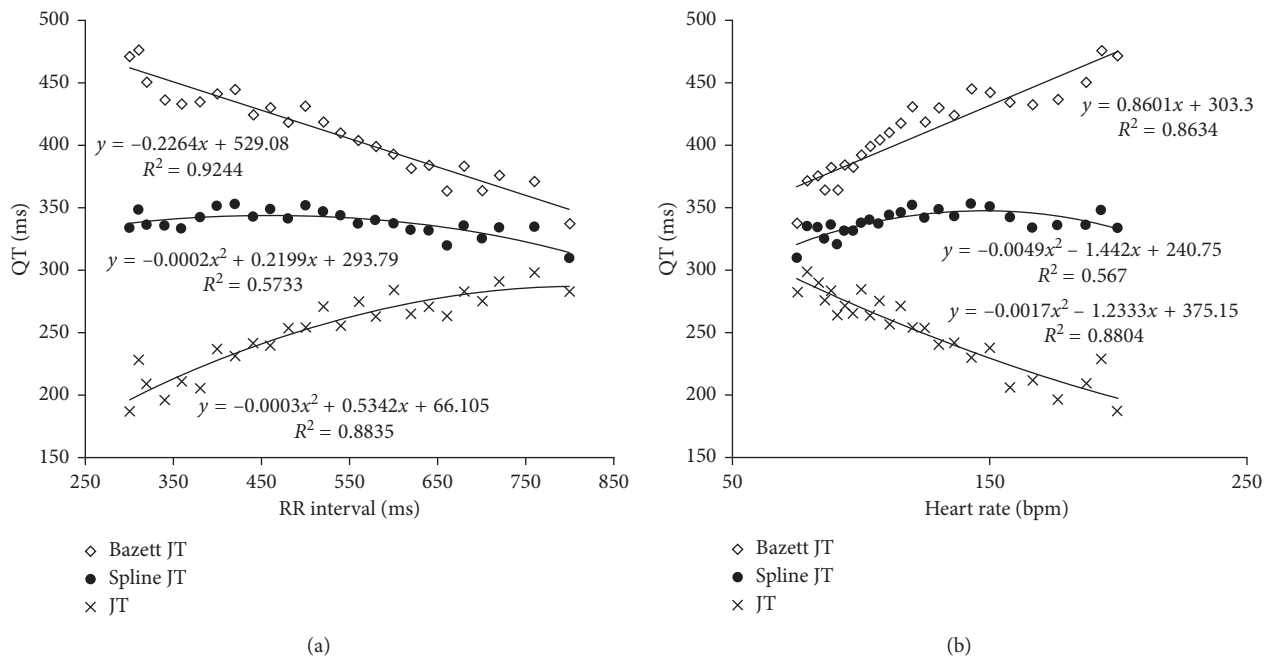 500
450
400
350
300
250
200
150
QT (ms)
y = –0.2264x + 529.08
R² = 0.9244
y = –0.0002x² + 0.2199x + 293.79
R² = 0.5733
y = –0.0003x² + 0.5342x + 66.105
R² = 0.8835
250 350 450 550 650 750 850
RR interval (ms)
Bazett JT
Spline JT
JT
(a)
500
450
400
350
300
250
200
150
QT (ms)
y = 0.8601x + 303.3
R² = 0.8634
y = –0.0049x² – 1.442x + 240.75
R² = 0.567
y = –0.0017x² – 1.2333x + 375.15
R² = 0.8804
50 150 250
Heart rate (bpm)
Bazett JT
Spline JT
JT
(b)